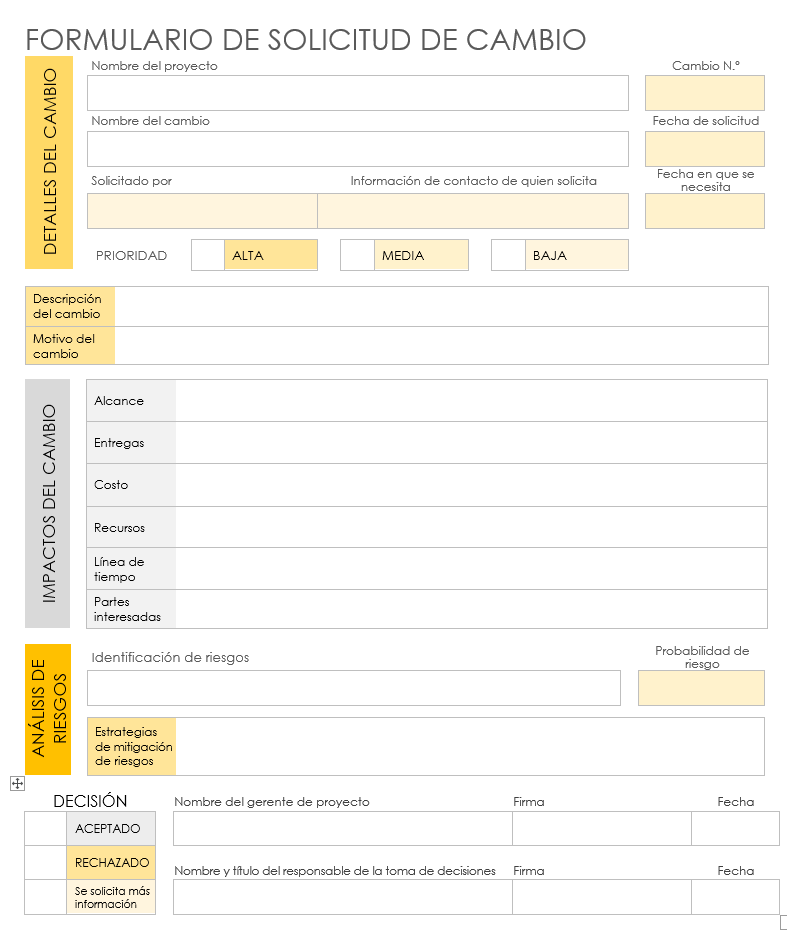 FORMULARIO DE SOLICITUD DE CAMBIO
DETALLES DEL CAMBIO
Nombre del proyecto
Cambio N.º
Nombre del cambio
Fecha de solicitud
Solicitado por
Información de contacto de quien solicita
Fecha en que se
necesita
PRIORIDAD
ALTA
MEDIA
BAJA
Descripción
del cambio
Motivo del
cambio
IMPACTOS DEL CAMBIO
Alcance
Entregas
Costo
Recursos
Línea de
tiempo
Partes
interesadas
ANÁLISIS DE
RIESGOS
Identificación de riesgos
Probabilidad de
riesgo
Estrategias
de mitigación
de riesgos
DECISIÓN
Nombre del gerente de proyecto
Firma
Fecha
ACEPTADO
RECHAZADO
Nombre y título del responsable de la toma de decisiones
Firma
Fecha
Se solicita más
información